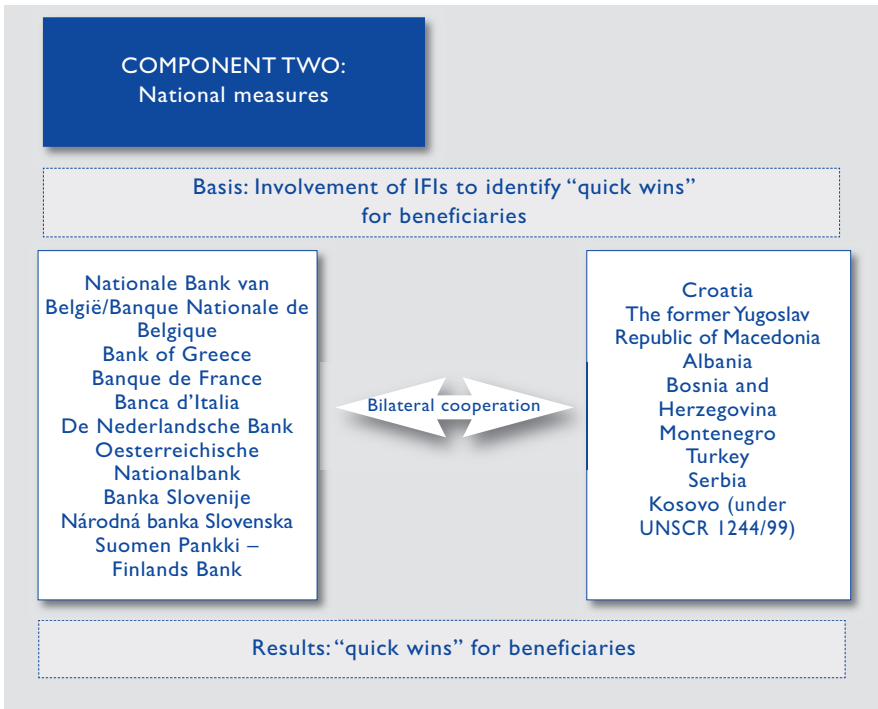 COMPONENT TWO:
National measures
Basis: Involvement of IFIs to identify “quick wins”
for beneficiaries
Nationale Bank van
België/Banque Nationale de
Belgique
Bank of Greece
Banque de France
Banca d’Italia
De Nederlandsche Bank
Oesterreichische
Nationalbank
Banka Slovenije
Národná banka Slovenska
Suomen Pankki –
Finlands Bank
Bilateral cooperation
Croatia
The former Yugoslav
Republic of Macedonia
Albania
Bosnia and
Herzegovina
Montenegro
Turkey
Serbia
Kosovo (under
UNSCR 1244/99)
Results: “quick wins” for beneficiaries